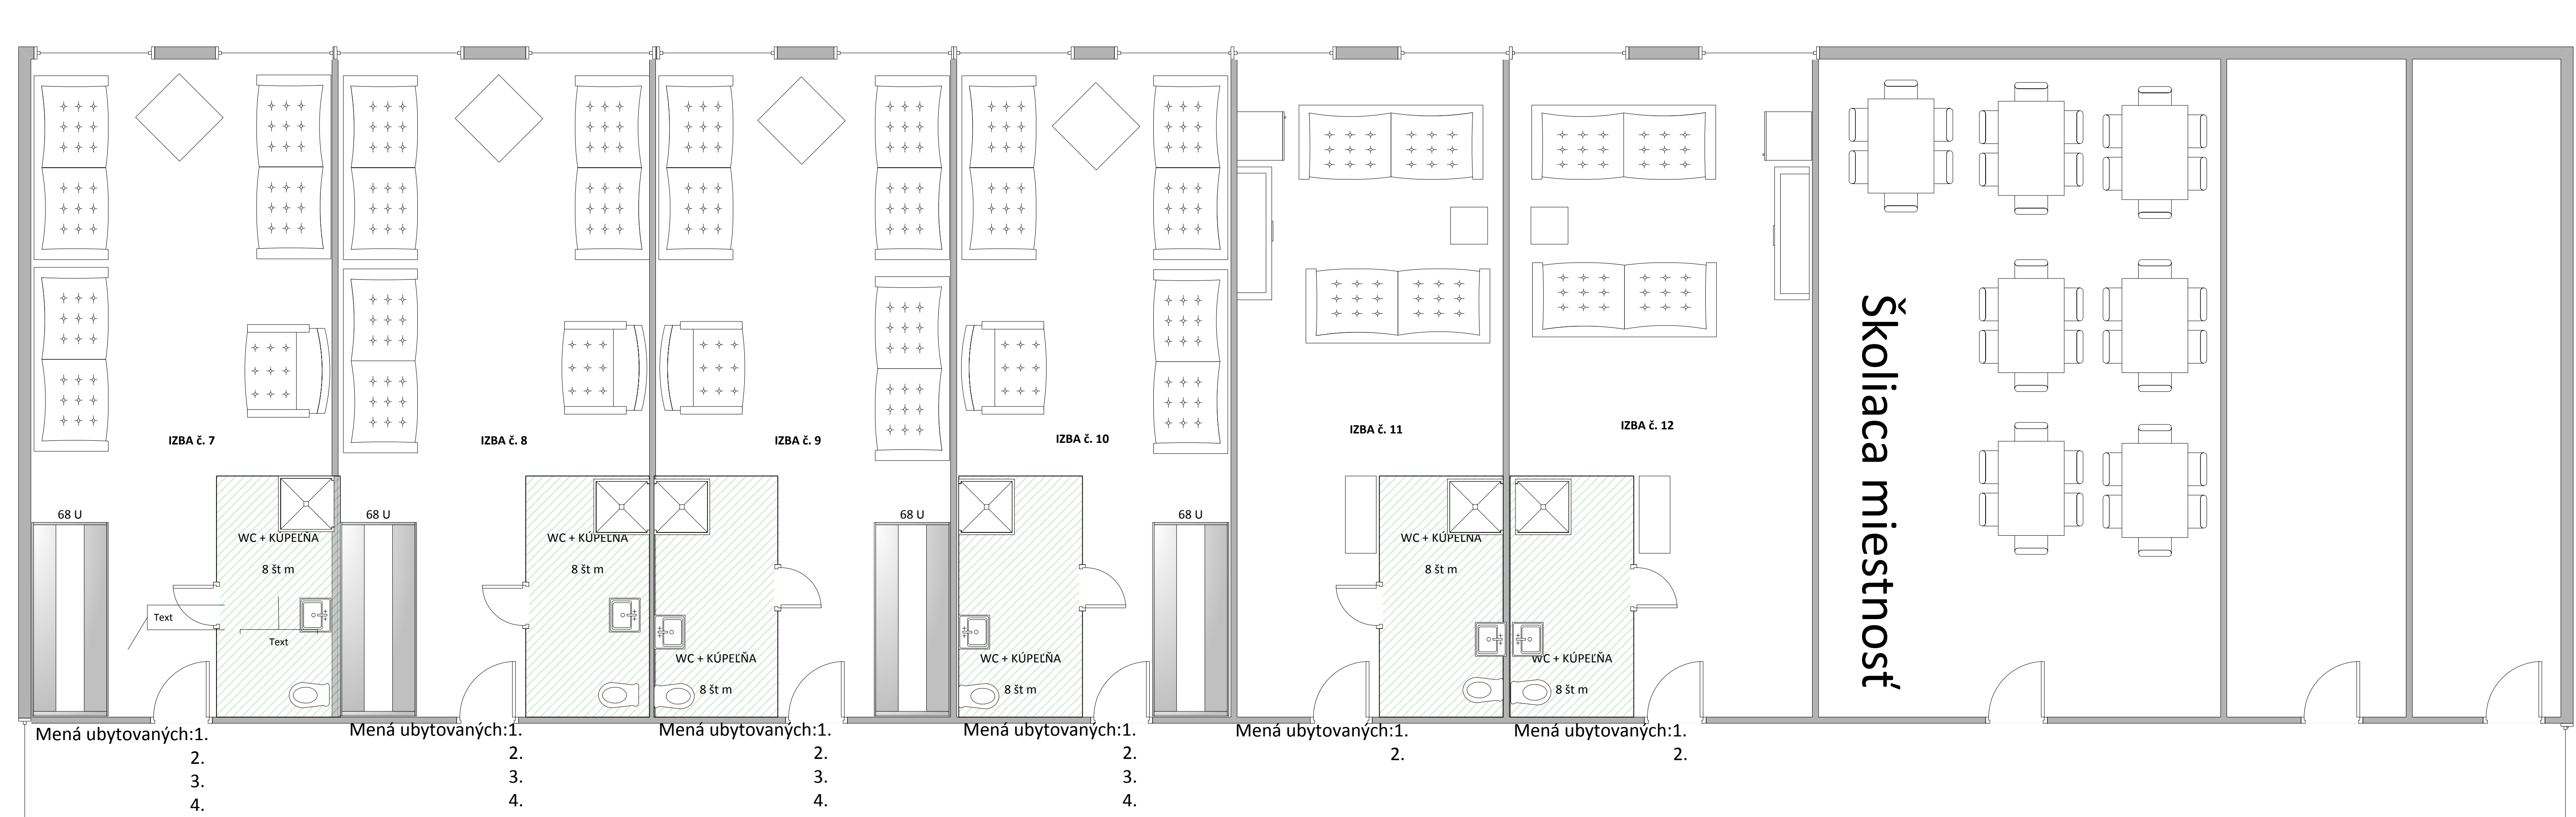 IZBA č. 7
IZBA č. 8
IZBA č. 9
IZBA č. 10
IZBA č. 11
IZBA č. 12
Školiaca miestnosť
68 U
68 U
68 U
68 U
WC + KÚPEĽŇA
8 št m
WC + KÚPEĽŇA
8 št m
WC + KÚPEĽŇA
8 št m
WC + KÚPEĽŇA
8 št m
WC + KÚPEĽŇA
8 št m
WC + KÚPEĽŇA
8 št m
Text
Text
Mená ubytovaných:1.
2.
3.
4.
Mená ubytovaných:1.
2.
3.
4.
Mená ubytovaných:1.
2.
3.
4.
Mená ubytovaných:1.
2.
3.
4.
Mená ubytovaných:1.
2.
Mená ubytovaných:1.
2.